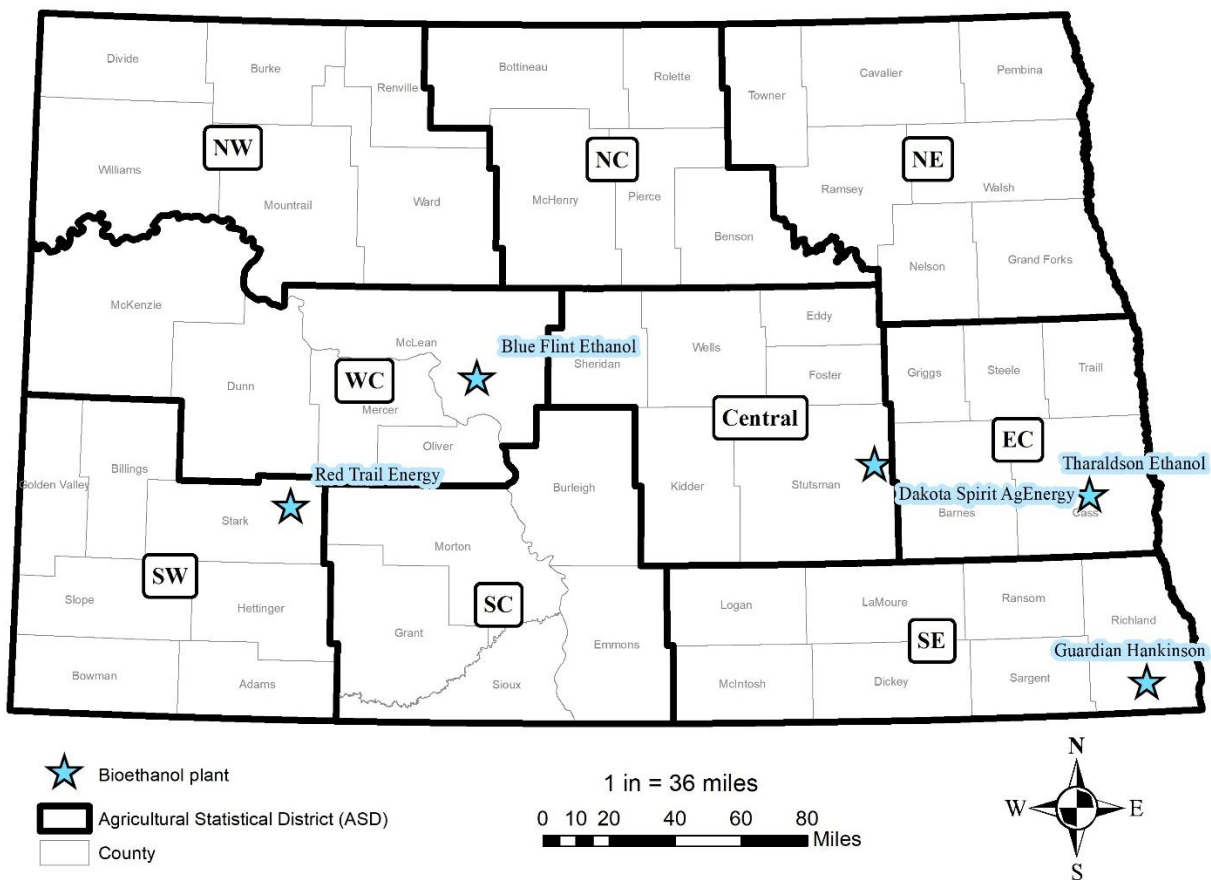 Divide
Burke
Renville
Bottineau
Rolette
Towner
Cavalier
Pembina
NW
NC
NE
Williams
Mountrail
Ward
McHenry
Pierce
Benson
Ramsey
Walsh
Nelson
Grand Forks
McKenzie
Dunn
McLean
Blue Flint Ethanol
WC
Mercer
Oliver
Sheridan
Wells
Eddy
Foster
Central
Kidder
Stutsman
Griggs
Steele
Traill
EC
Tharaldson Ethanol
Dakota Spirit AgEnergy
Barnes
Cass
Golden Valley
Billings
Red Trail Energy
Stark
SW
Slope
Hettinger
Bowman
Adams
Burleigh
Morton
SC
Grant
Emmons
Sioux
Logan
LaMoure
Ransom
Richland
SE
Guardian Hankinson
McIntosh
Dickey
Sargent
Bioethanol plant
Agricultural Statistical District (ASD)
County
1 in = 36 miles
0 10 20 40 60 80
Miles
N
W E
S